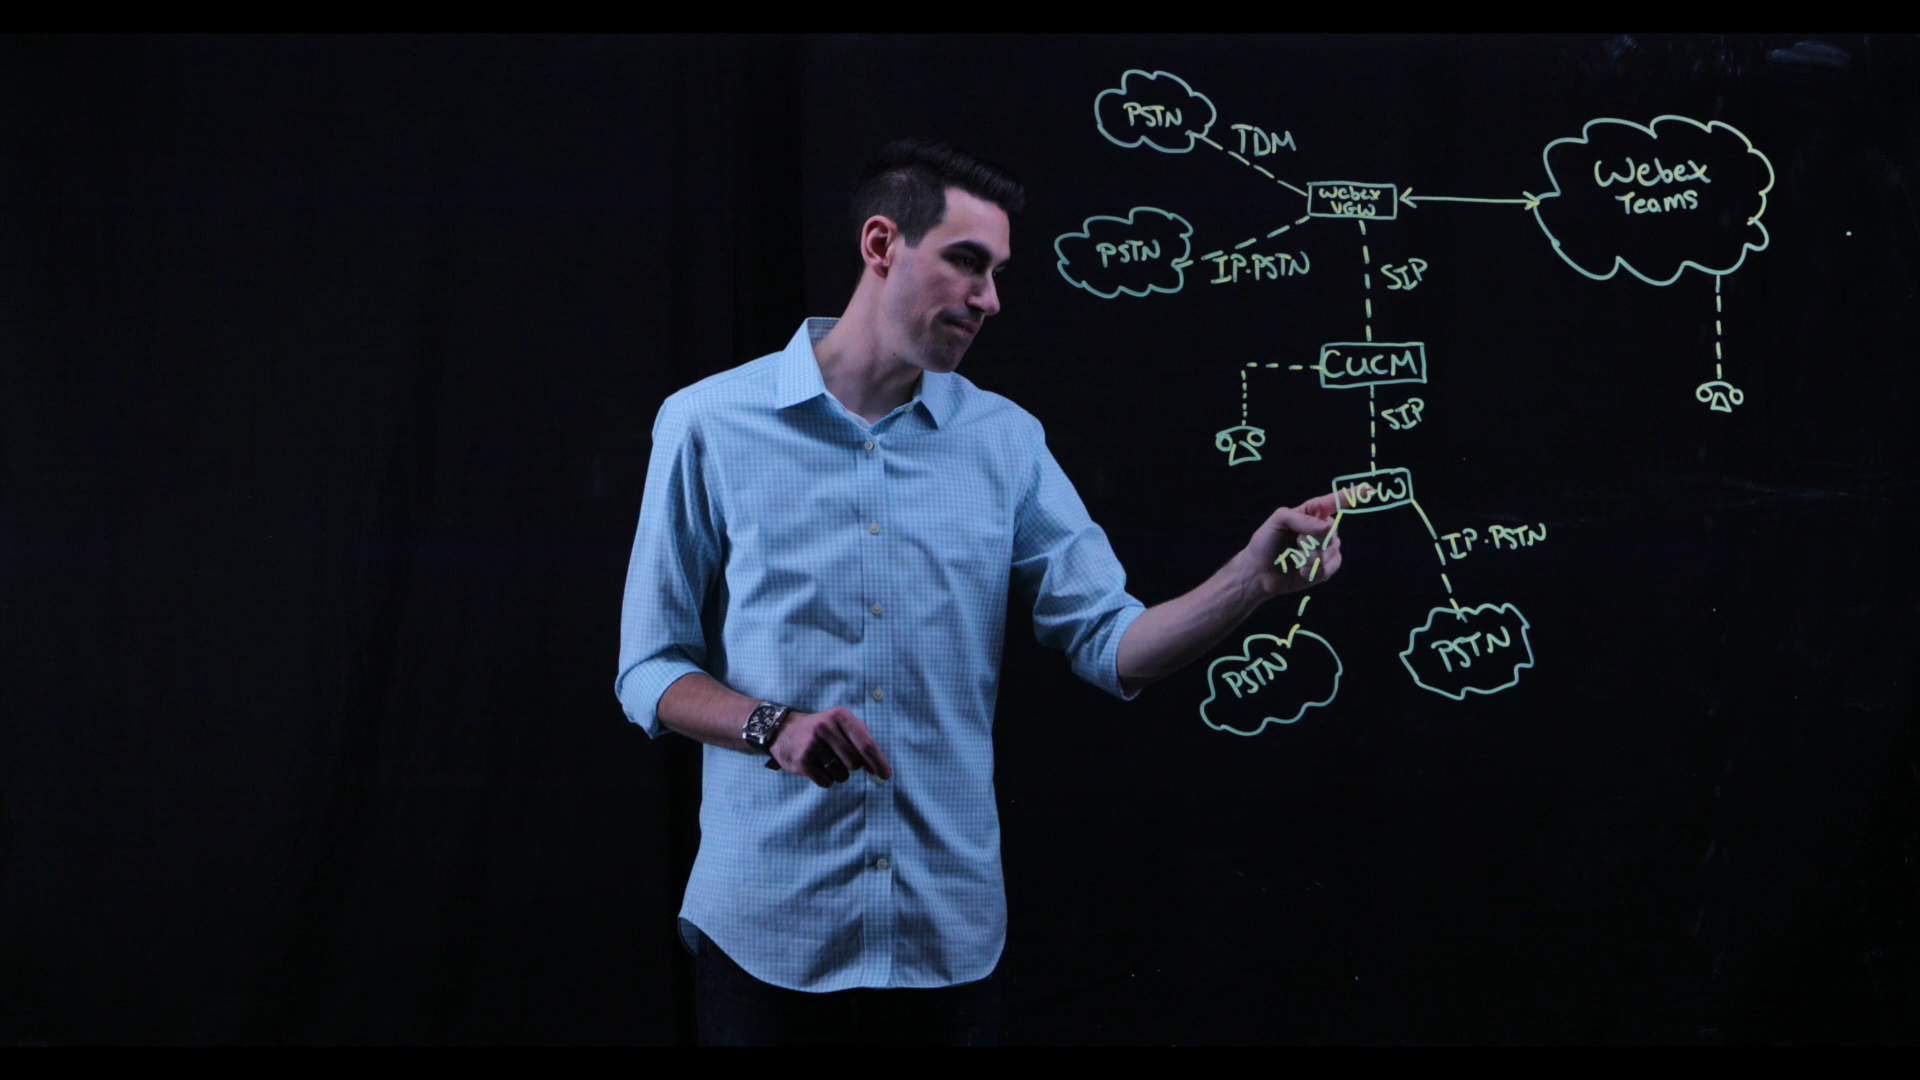 PSTN
TDM
Webex
VGW
Webex
Teams
PSTN
IP-PSTN
SIP
CUCM
SIP
VGW
TDM
IP-PSTN
PSTN
PSTN